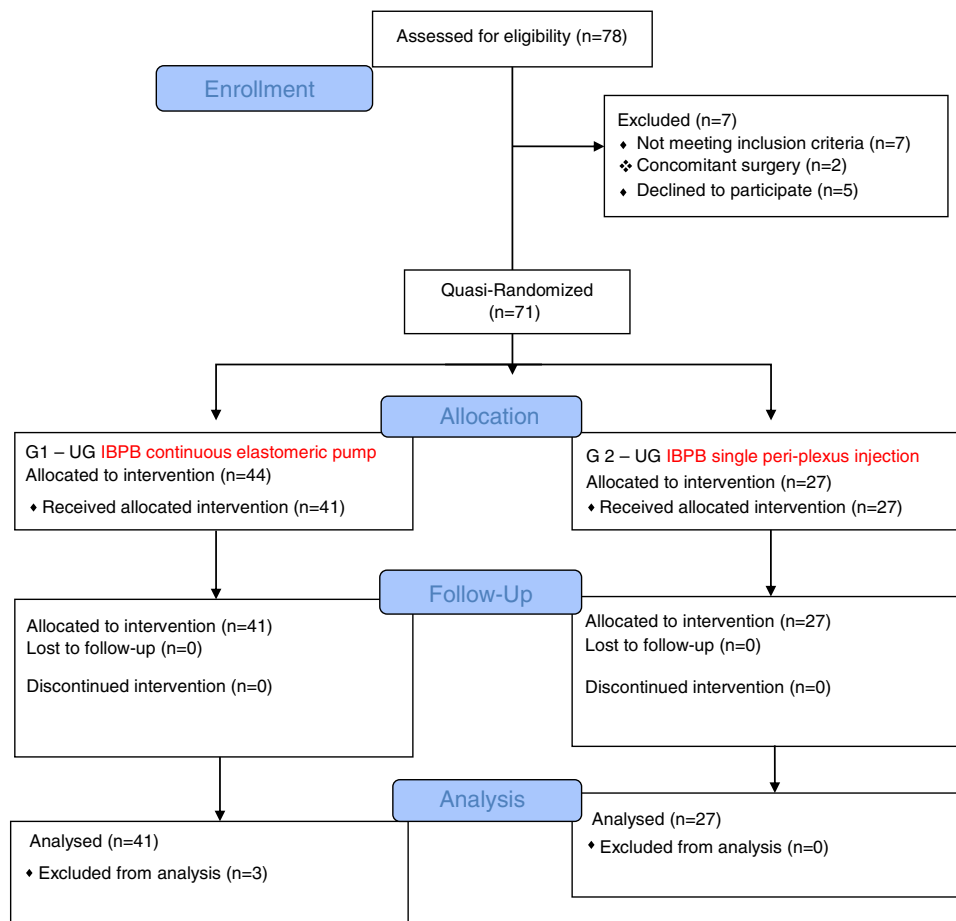 Assessed for eligibility (n=78)
Enrollment
Excluded (n=7)
♦ Not meeting inclusion criteria (n=7)
❖ Concomitant surgery (n=2)
♦ Declined to participate (n=5)
Quasi-Randomized
(n=71)
Allocation
G1 – UG IBPB continuous elastomeric pump
Allocated to intervention (n=44)
♦ Received allocated intervention (n=41)
G 2 – UG IBPB single peri-plexus injection
Allocated to intervention (n=27)
♦ Received allocated intervention (n=27)
Follow-Up
Allocated to intervention (n=41)
Lost to follow-up (n=0)
Discontinued intervention (n=0)
Allocated to intervention (n=27)
Lost to follow-up (n=0)
Discontinued intervention (n=0)
Analysis
Analysed (n=41)
♦ Excluded from analysis (n=3)
Analysed (n=27)
♦ Excluded from analysis (n=0)